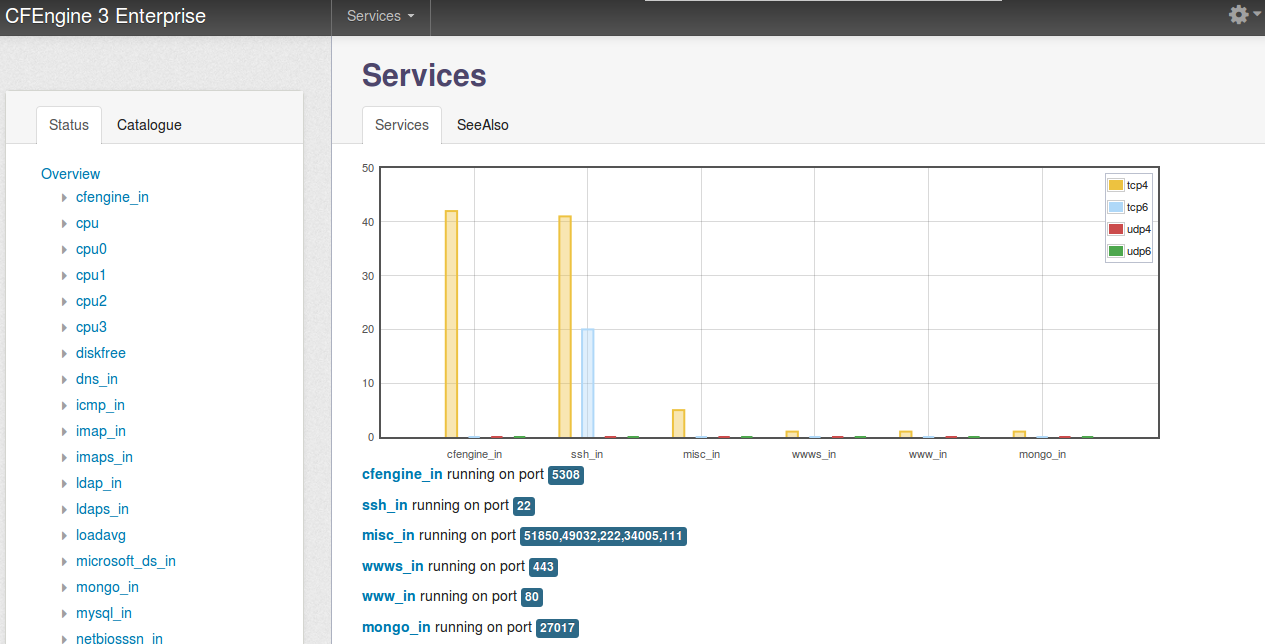 CFEngine 3 Enterprise
Services
Status
Catalogue
Overview
cfengine_in
cpu
cpu0
cpu1
cpu2
cpu3
diskfree
dns_in
icmp_in
imap_in
imaps_in
ldap_in
ldaps_in
loadavg
microsoft_ds_in
mongo_in
mysql_in
netbiosssn_in
Services
Services
SeeAlso
50
40
30
20
10
0
tcp4
tcp6
udp4
udp6
cfengine_in
ssh_in
misc_in
wwws_in
www_in
mongo_in
cfengine_in running on port 5308
ssh_in running on port 22
misc_in running on port 51850,49032,222,34005,111
wwws_in running on port 443
www_in running on port 80
mongo_in running on port 27017